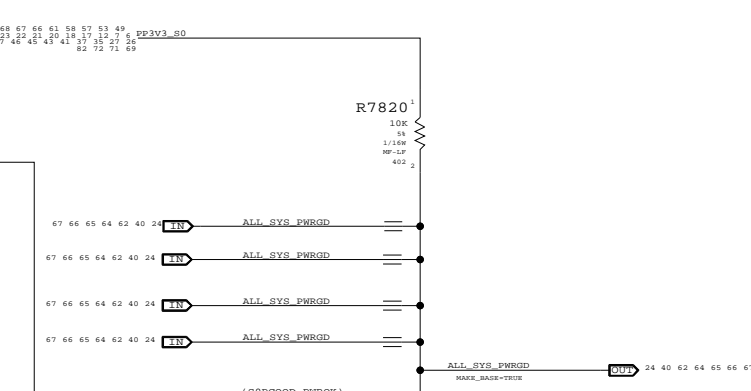 68 67 66 61 58 57 53 49
23 22 21 20 18 17 12 7 6
7 46 45 43 41 37 35 27 26
82 72 71 69
PP3V3_S0
R7820
1
10K
5%
1/16W
MF-LF
402
2
67 66 65 64 62 40 24
IN
ALL_SYS_PWRGD
67 66 65 64 62 40 24
IN
ALL_SYS_PWRGD
67 66 65 64 62 40 24
IN
ALL_SYS_PWRGD
67 66 65 64 62 40 24
IN
ALL_SYS_PWRGD
ALL_SYS_PWRGD
MAKE_BASE=TRUE
OUT
24 40 62 64 65 66 67